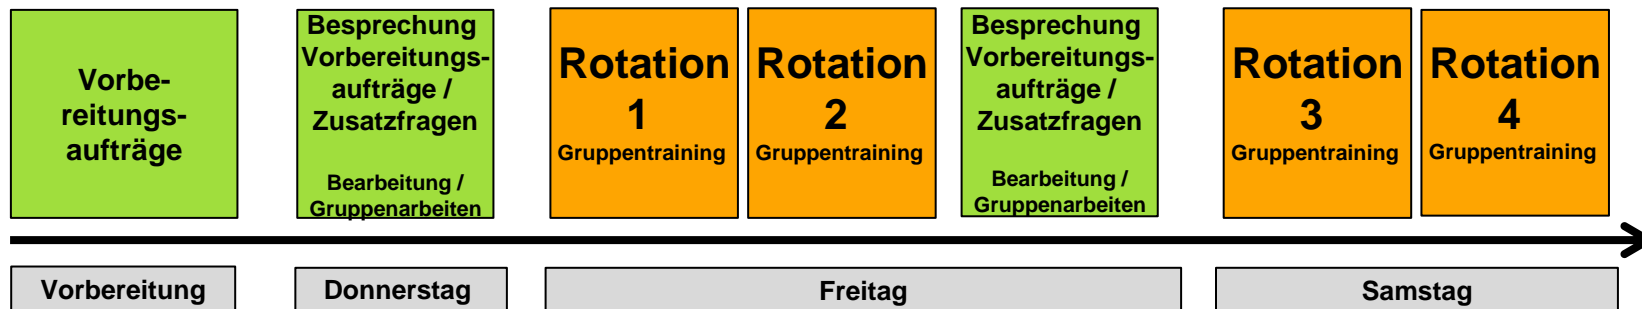 Vorbe-
reitungs-
aufträge
Besprechung
Vorbereitungs-
aufträge /
Zusatzfragen
Bearbeitung /
Gruppenarbeiten
Rotation
1
Gruppentraining
Rotation
2
Gruppentraining
Besprechung
Vorbereitungs-
aufträge /
Zusatzfragen
Bearbeitung /
Gruppenarbeiten
Rotation
3
Gruppentraining
Rotation
4
Gruppentraining
Vorbereitung
Donnerstag
Freitag
Samstag